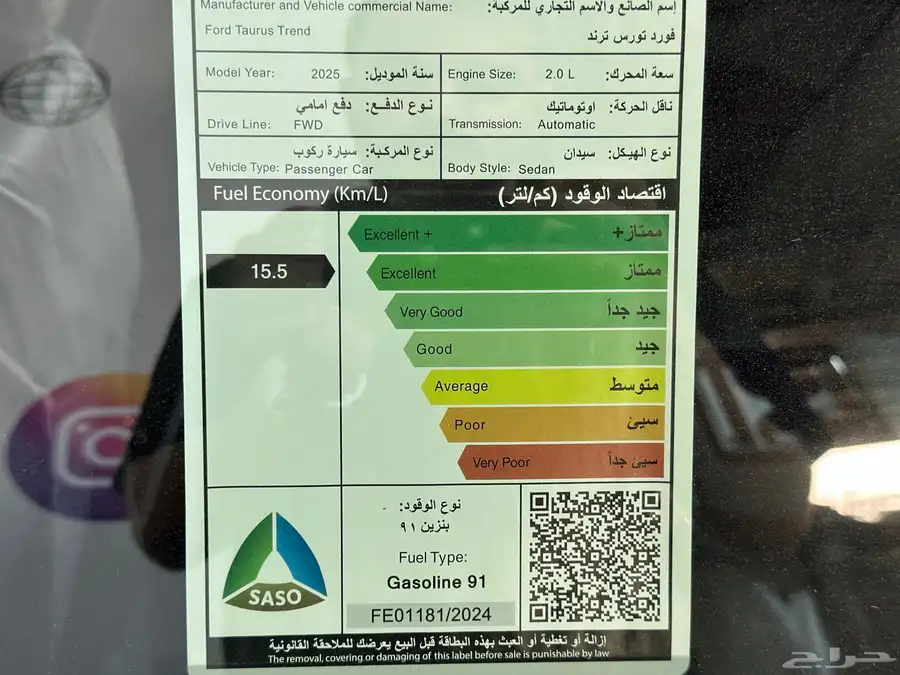 Manufacturer and Vehicle commercial Name: إسم الصانع والاسم التجاري للمركبة:
Ford Taurus Trend فورد تورس ترند
Model Year: 2025 سنة الموديل:
Engine Size: 2.0 L سعة المحرك:
نوع الدفع: دفع امامي
Drive Line: FWD
ناقل الحركة: اوتوماتيك
Transmission: Automatic
نوع المركبة: سيارة ركوب
Vehicle Type: Passenger Car
نوع الهيكل: سيدان
Body Style: Sedan
Fuel Economy (Km/L) اقتصاد الوقود (كم/لتر)
15.5
Excellent + ممتاز+
Excellent ممتاز
Very Good جيد جداً
Good جيد
Average متوسط
Poor سيئ
Very Poor سيئ جداً
SASO
نوع الوقود:
بنزين ٩١
Fuel Type:
Gasoline 91
FE01181/2024
إزالة أو تغطية أو العبث بهذه البطاقة قبل البيع يعرضك للملاحقة القانونية
The removal, covering or damaging of this label before sale is punishable by law
حراج